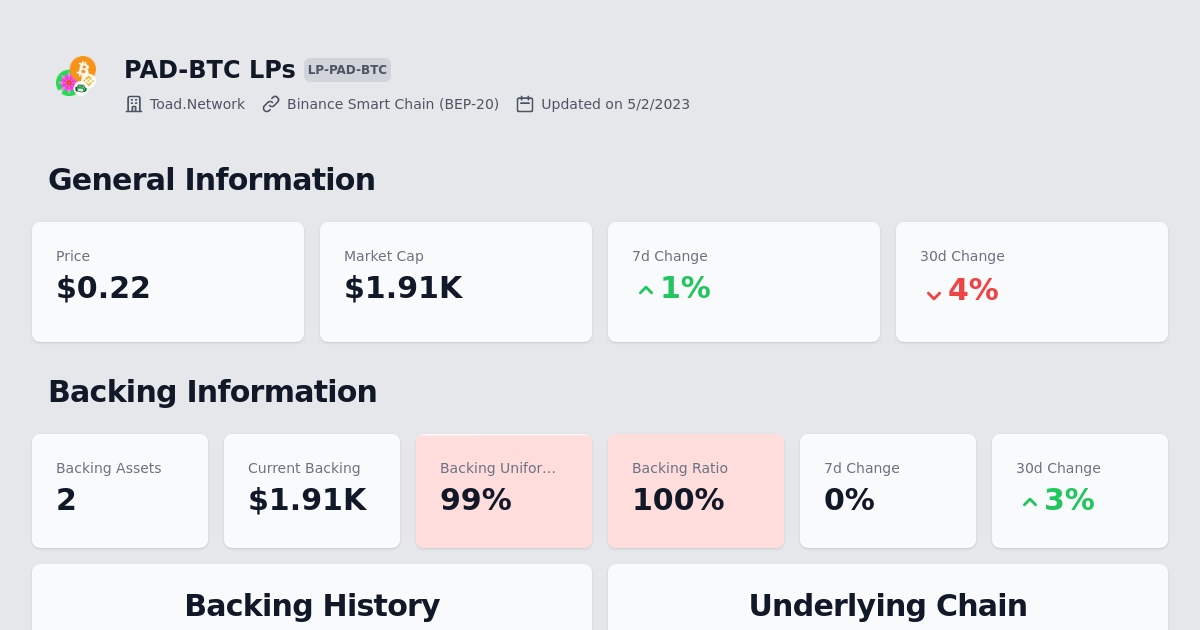 PAD-BTC LPs LP-PAD-BTC
Toad.Network Binance Smart Chain (BEP-20) Updated on 5/2/2023
General Information
Price Market Cap 7d Change 30d Change
$0.22 $1.91K 1% 4%
Backing Information
Backing Assets Current Backing Backing Unifor... Backing Ratio 7d Change 30d Change
2 $1.91K 99% 100% 0% 3%
Backing History Underlying Chain